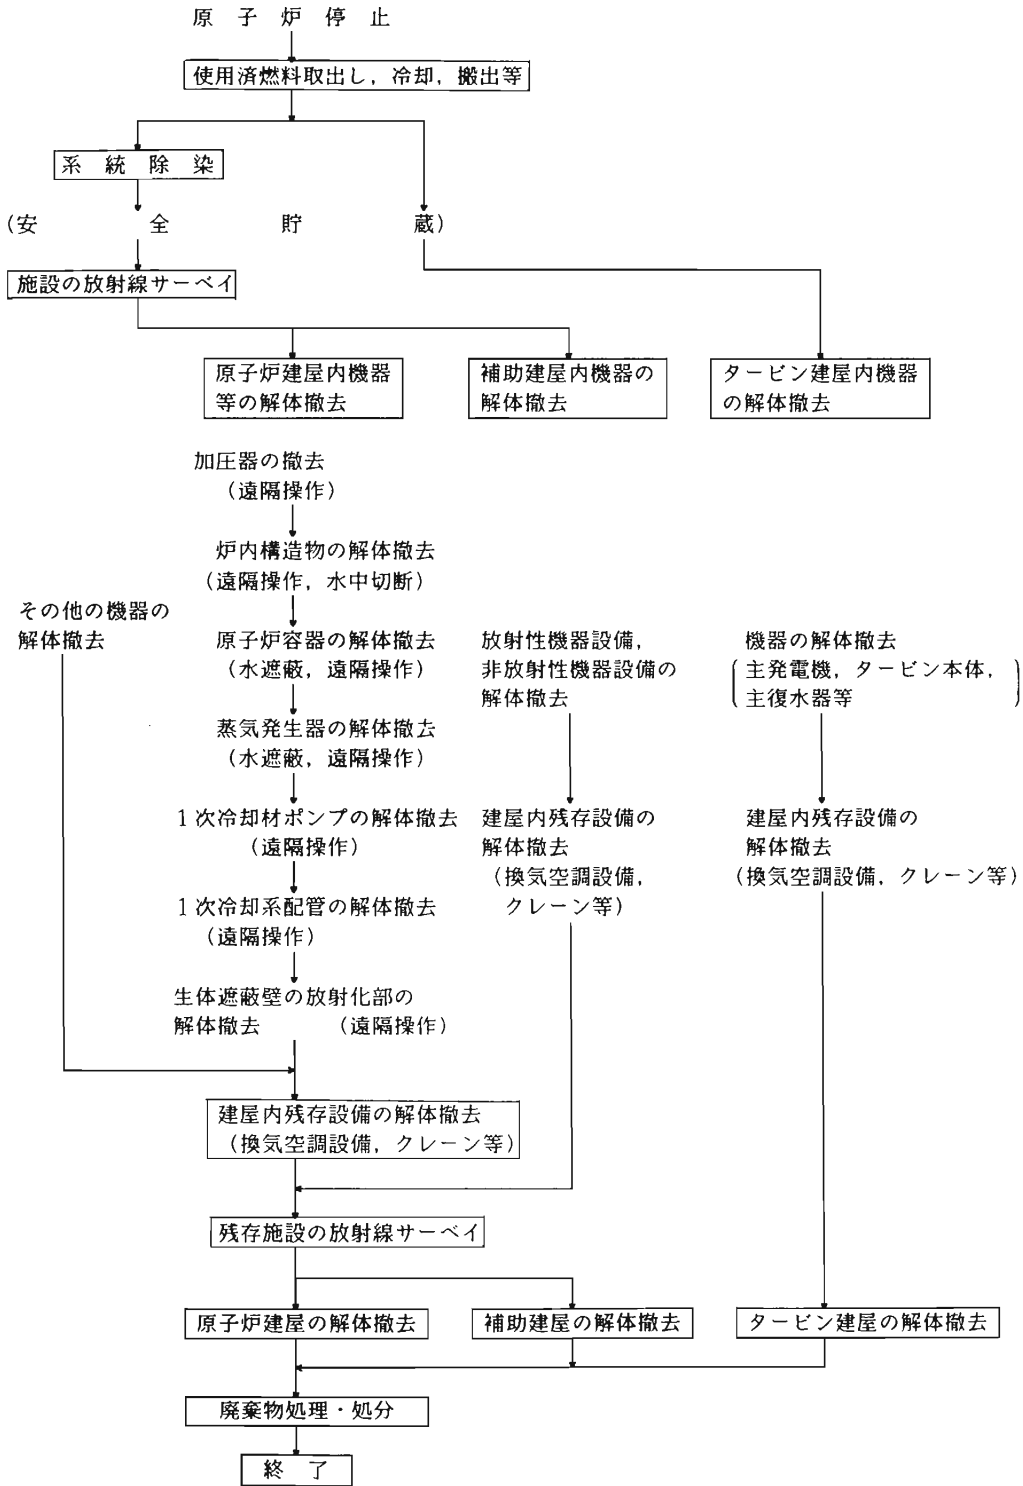 原子炉停止
使用済燃料取出し，冷却，搬出等
系統除染
（安全貯蔵）
施設の放射線サーベイ
原子炉建屋内機器
等の解体撤去
補助建屋内機器の
解体撤去
タービン建屋内機器
の解体撤去
加圧器の撤去
（遠隔操作）
炉内構造物の解体撤去
（遠隔操作，水中切断）
その他の機器の
解体撤去
原子炉容器の解体撤去
（水遮蔽，遠隔操作）
蒸気発生器の解体撤去
（水遮蔽，遠隔操作）
1次冷却材ポンプの解体撤去
（遠隔操作）
1次冷却系配管の解体撤去
（遠隔操作）
生体遮蔽壁の放射化部の
解体撤去　（遠隔操作）
放射性機器設備，
非放射性機器設備の
解体撤去
建屋内残存設備の
解体撤去
（換気空調設備，
クレーン等）
機器の解体撤去
（主発電機，タービン本体，
主復水器等）
建屋内残存設備の
解体撤去
（換気空調設備，クレーン等）
建屋内残存設備の解体撤去
（換気空調設備，クレーン等）
残存施設の放射線サーベイ
原子炉建屋の解体撤去
補助建屋の解体撤去
タービン建屋の解体撤去
廃棄物処理・処分
終了